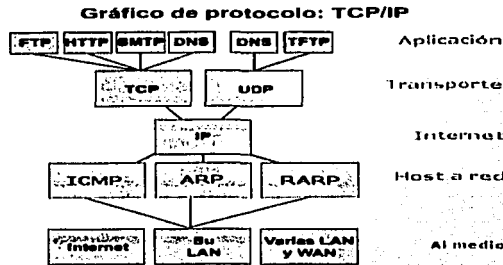 Gráfico de protocolo: TCP/IP
FTP HTTP SMTP DNS DNS TFTP Aplicación
TCP UDP Transporte
IP Internet
ICMP ARP RARP Host a red
Internet Su LAN Varias LAN y WAN Al medio